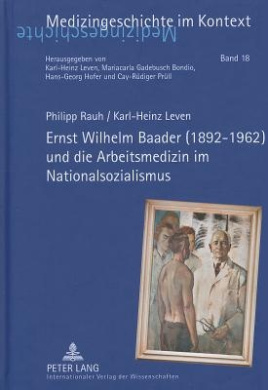 Medizingeschichte im Kontext
Medizingeschichte
Herausgegeben von
Karl-Heinz Leven, Mariacarla Gadebusch Bondio,
Hans-Georg Hofer und Cay-Rüdiger Prüll
Band 18
Philipp Rauh / Karl-Heinz Leven
Ernst Wilhelm Baader (1892-1962)
und die Arbeitsmedizin im
Nationalsozialismus
PETER LANG
Internationaler Verlag der Wissenschaften